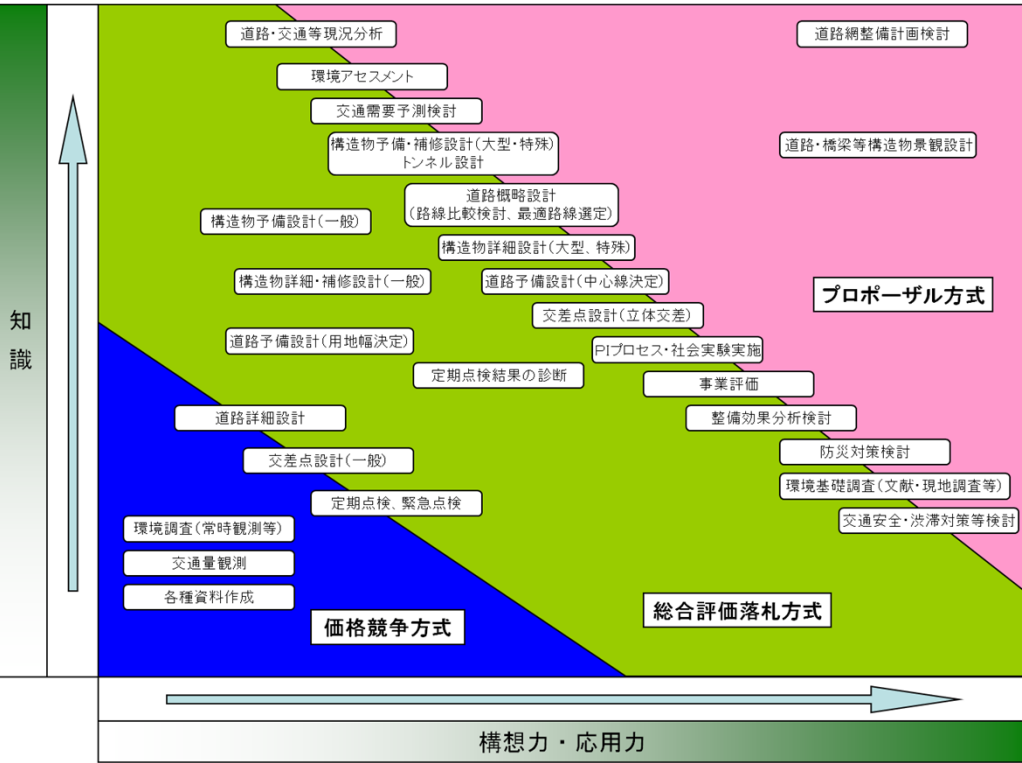 道路・交通等現況分析
道路網整備計画検討
環境アセスメント
交通需要予測検討
構造物予備・補修設計(大型・特殊)
トンネル設計
道路・橋梁等構造物景観設計
道路概略設計
(路線比較検討、最適路線選定)
構造物予備設計(一般)
構造物詳細設計(大型、特殊)
構造物詳細・補修設計(一般)
道路予備設計(中心線決定)
プロポーザル方式
交差点設計(立体交差)
知
識
道路予備設計(用地幅決定)
PIプロセス・社会実験実施
定期点検結果の診断
事業評価
道路詳細設計
整備効果分析検討
防災対策検討
交差点設計(一般)
環境基礎調査(文献・現地調査等)
定期点検、緊急点検
交通安全・渋滞対策等検討
環境調査(常時観測等)
交通量観測
各種資料作成
総合評価落札方式
価格競争方式
構想力・応用力